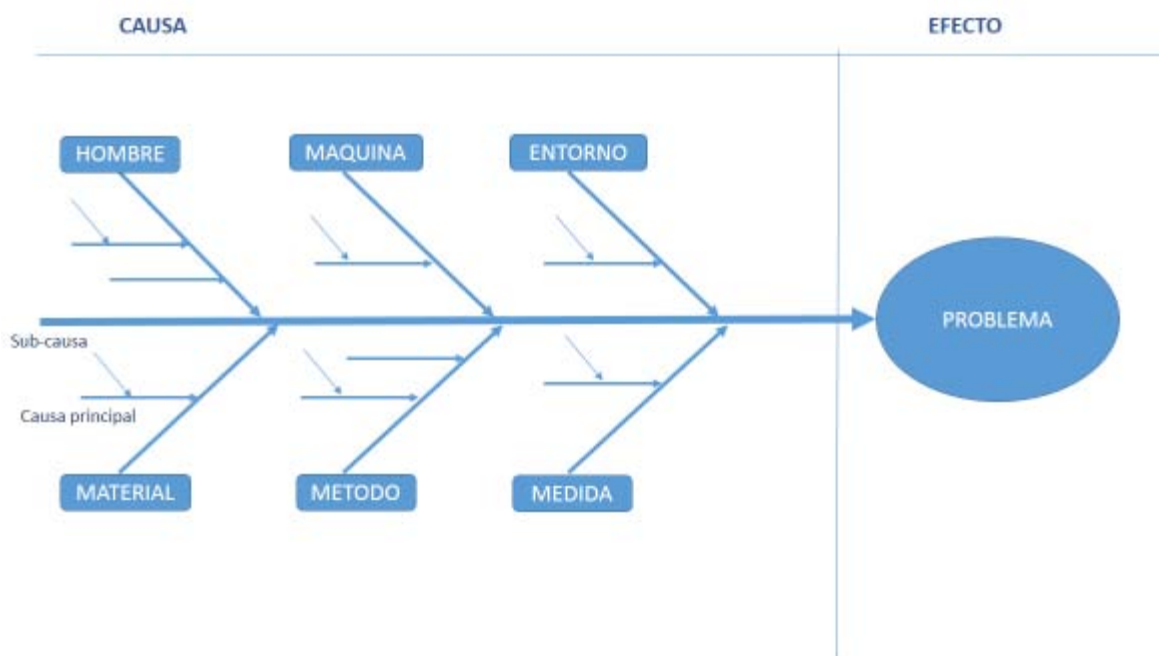 CAUSA
EFECTO
HOMBRE
MAQUINA
ENTORNO
PROBLEMA
Sub-causa
Causa principal
MATERIAL
METODO
MEDIDA